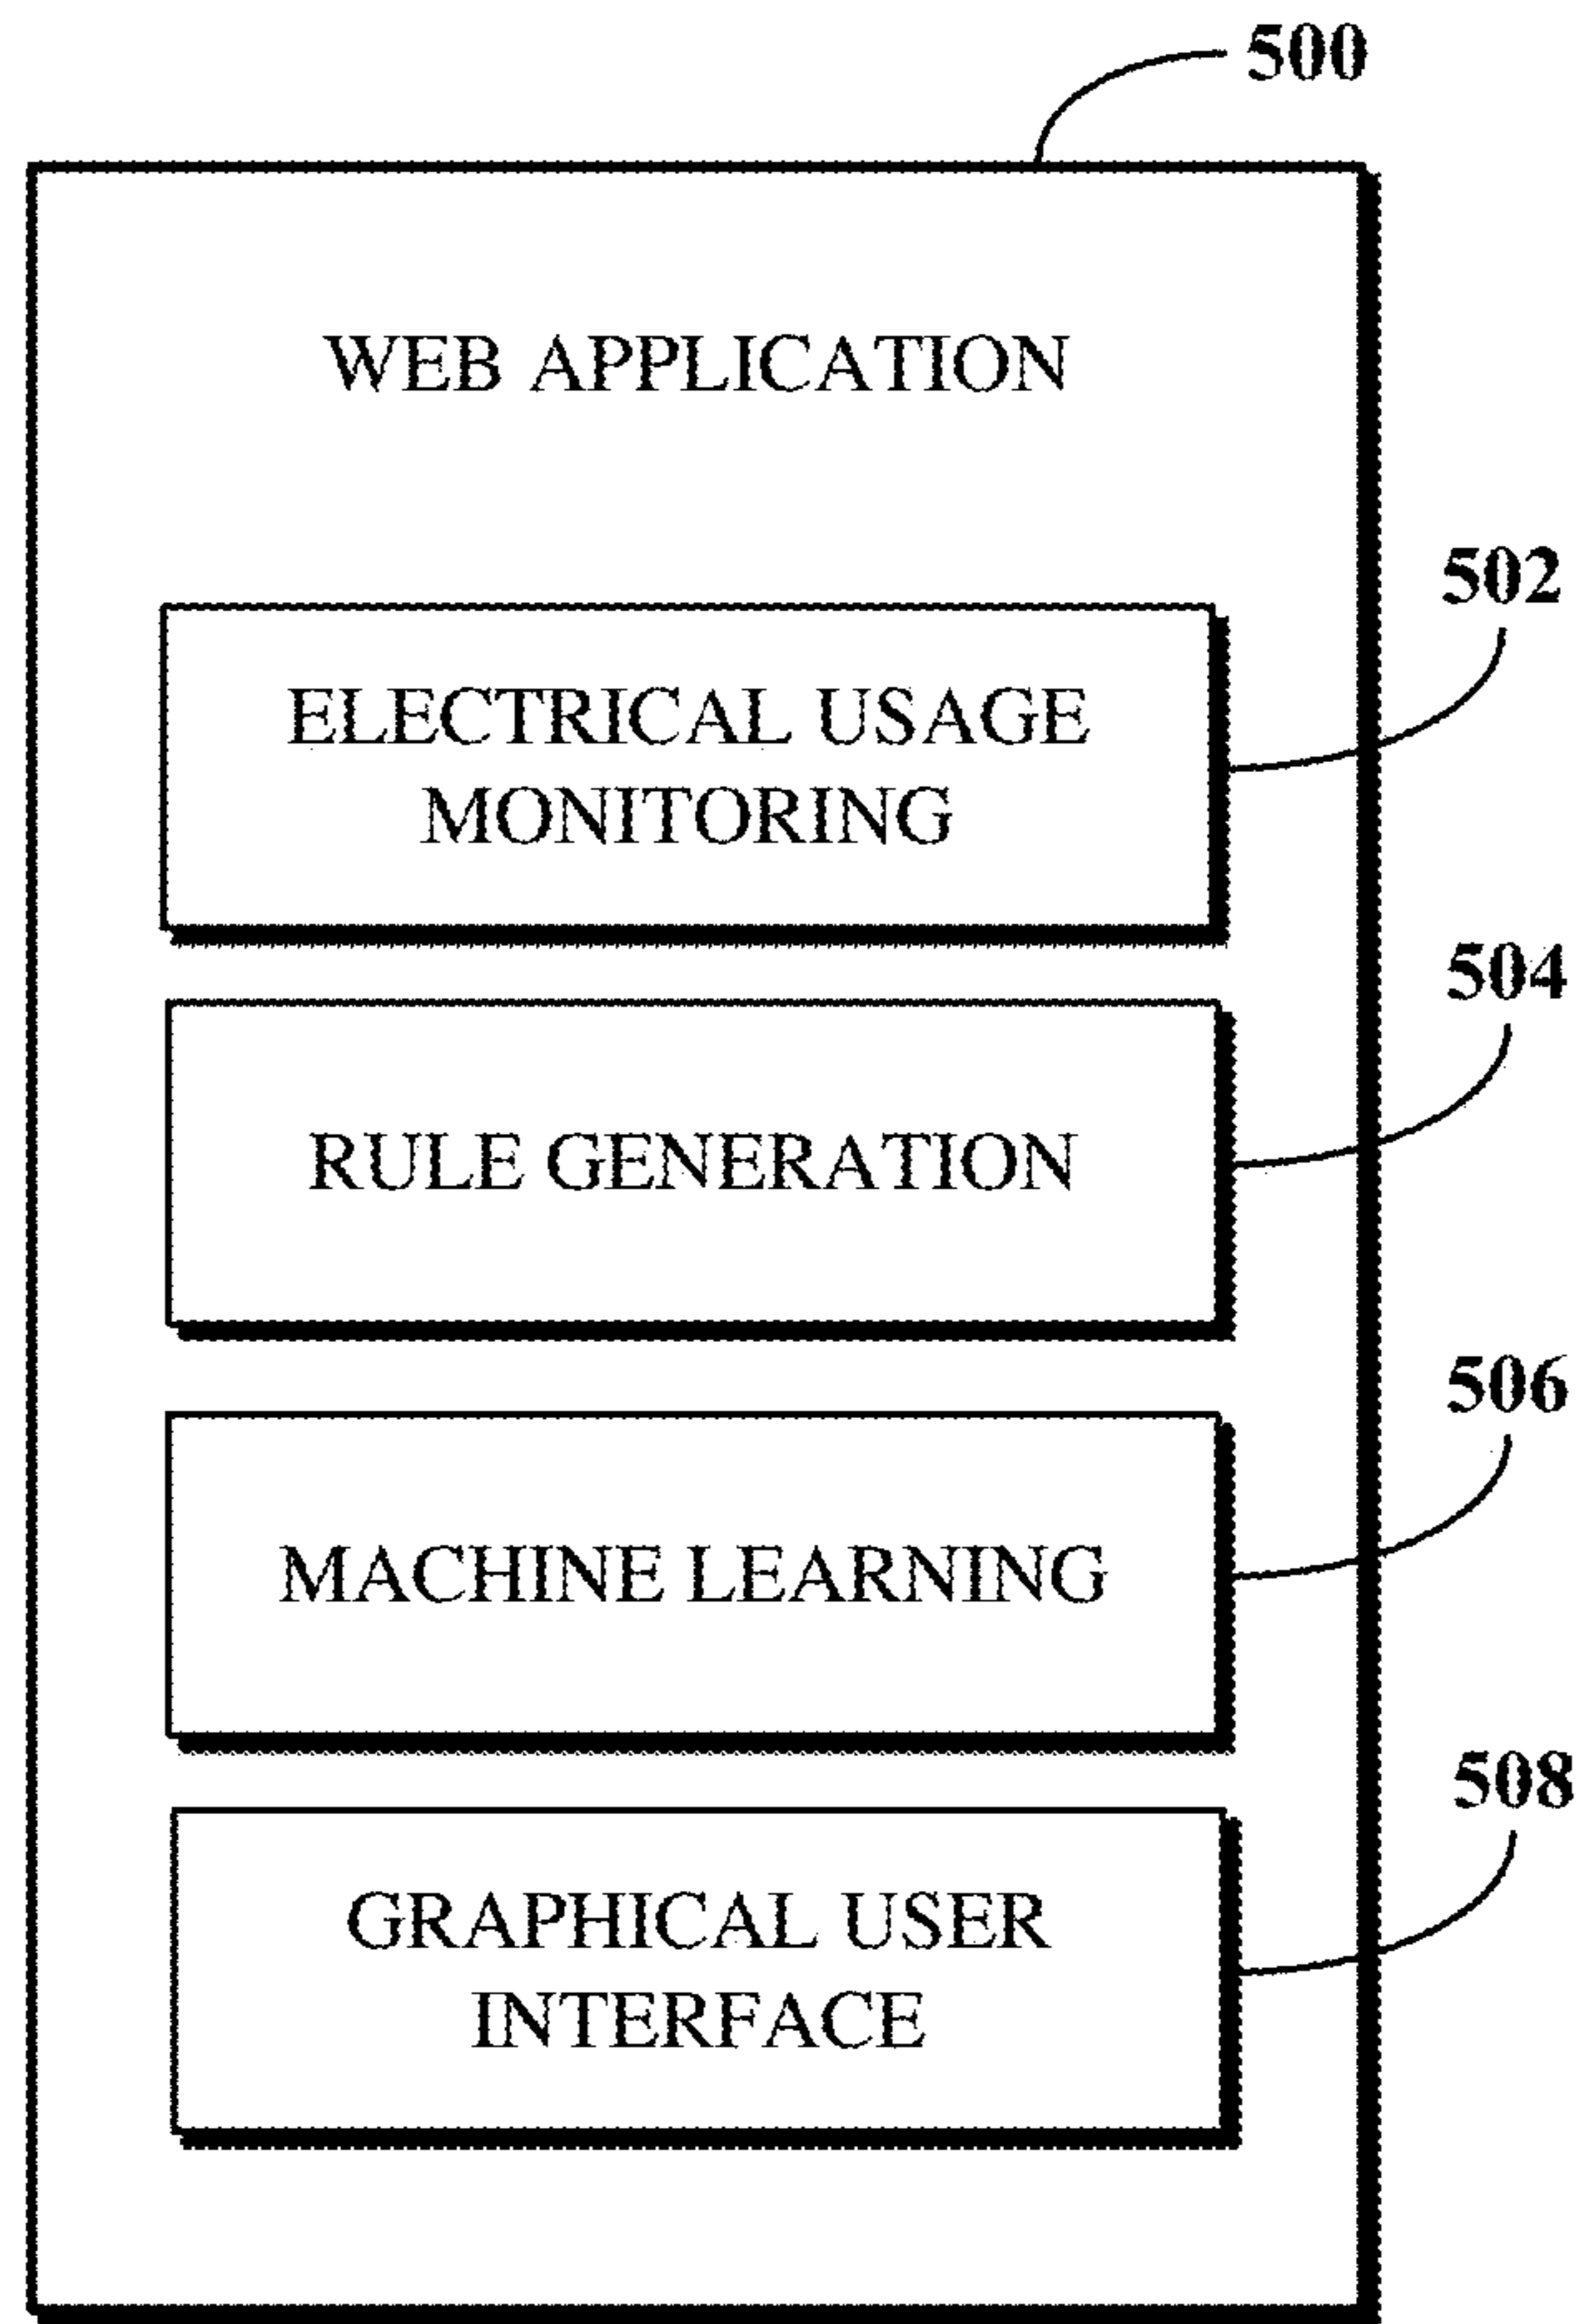 500
WEB APPLICATION
502
ELECTRICAL USAGE
MONITORING
504
RULE GENERATION
506
MACHINE LEARNING
508
GRAPHICAL USER
INTERFACE